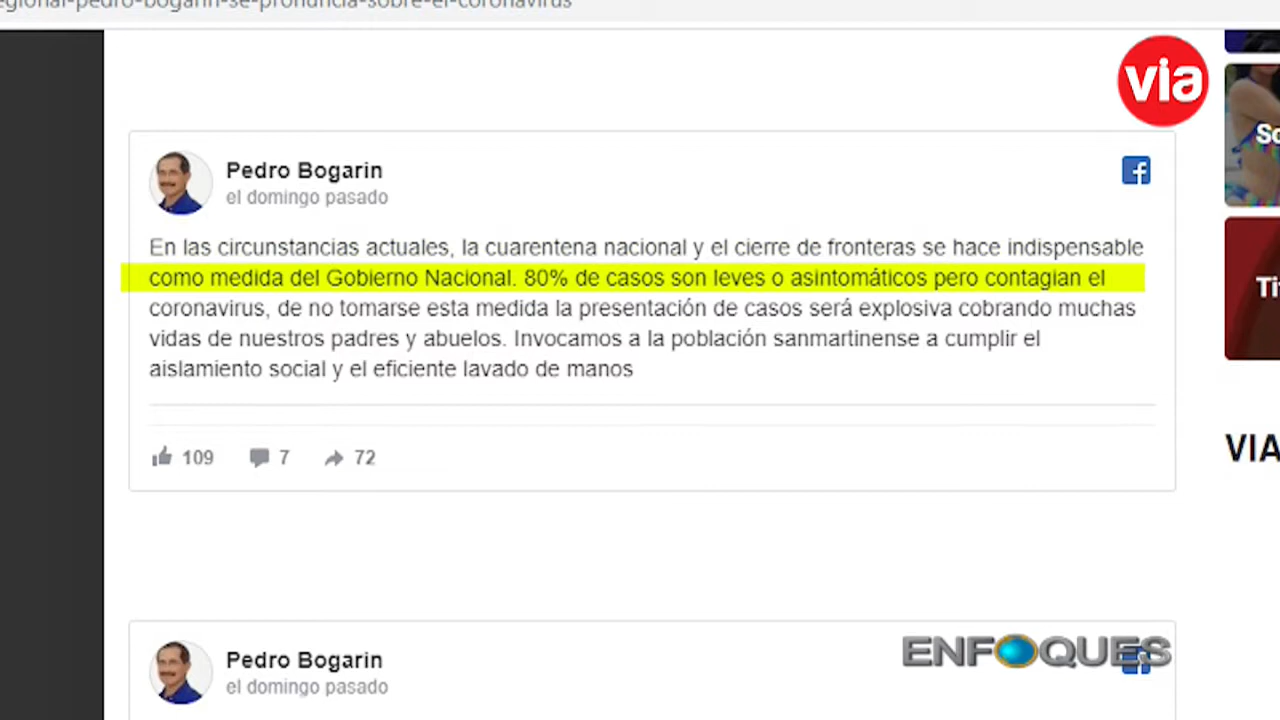 egional-pedro-bogarin-se-pronuncia-sobre-el-coronavirus
via
Pedro Bogarin
el domingo pasado
En las circunstancias actuales, la cuarentena nacional y el cierre de fronteras se hace indispensable
como medida del Gobierno Nacional. 80% de casos son leves o asintomáticos pero contagian el
coronavirus, de no tomarse esta medida la presentación de casos será explosiva cobrando muchas
vidas de nuestros padres y abuelos. Invocamos a la población sanmartinense a cumplir el
aislamiento social y el eficiente lavado de manos
109 7 72
So
Ti
VIA
Pedro Bogarin
el domingo pasado
ENFOQUES